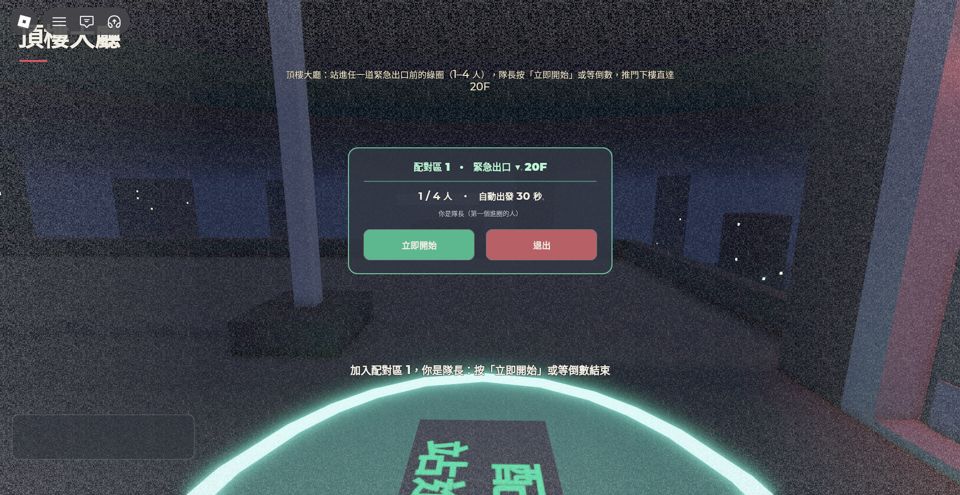 頂樓大廳
頂樓大廳：站進任一道緊急出口前的綠圈（1–4 人），隊長按「立即開始」或等倒數，推門下樓直達
20F
配對區 1 • 緊急出口 ▼ 20F
1 / 4 人 • 自動出發 30 秒
你是隊長（第一個進圈的人）
立即開始
退出
加入配對區 1，你是隊長：按「立即開始」或等倒數結束
站
配